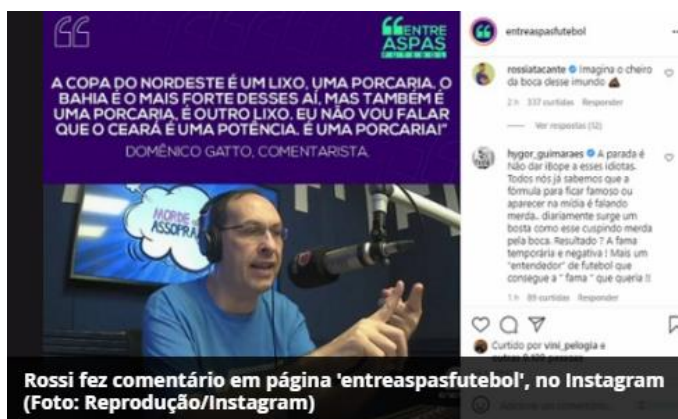 ENTRE
ASPAS
FUTEBOL
A COPA DO NORDESTE É UM LIXO, UMA PORCARIA. O
BAHIA É O MAIS FORTE DESSES AÍ, MAS TAMBÉM É
UMA PORCARIA, É OUTRO LIXO. EU NÃO VOU FALAR
QUE O CEARÁ É UMA POTÊNCIA. É UMA PORCARIA!"
DOMÊNICO GATTO, COMENTARISTA.
MORDE
ASSOPRA
entreaspasfutebol
rossiatacante Imagina o cheiro
da boca desse imundo 💩
2 h 337 curtidas Responder
Ver respostas (12)
hygor_guimaraes A parada é
Não dar iBope a esses idiotas.
Todos nós já sabemos que a
fórmula para ficar famoso ou
aparecer na mídia é falando
merda.. diariamente surge um
bosta como esse cuspindo merda
pela boca. Resultado ? A fama
temporária e negativa ! Mais um
"entendedor" de futebol que
consegue a " fama " que queria !!
1 h 89 curtidas Responder
Curtido por vini_pelogia e
outras pessoas
Rossi fez comentário em página 'entreaspasfutebol', no Instagram
(Foto: Reprodução/Instagram)